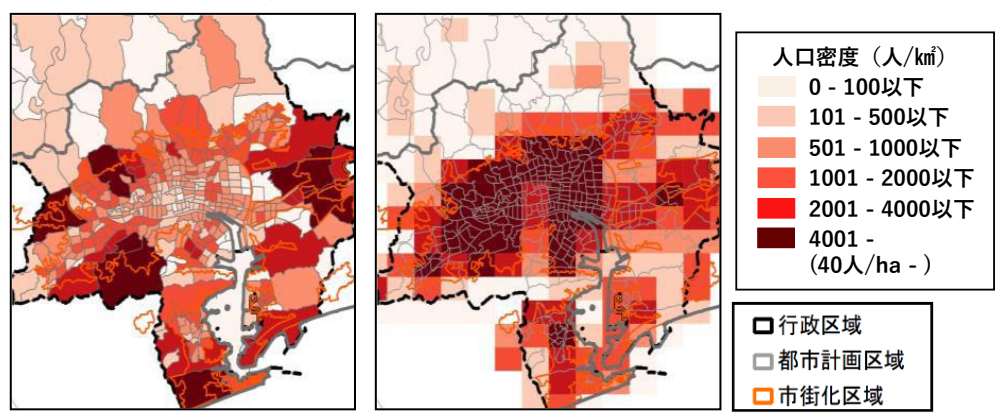 人口密度（人/㎢）
0 - 100以下
101 - 500以下
501 - 1000以下
1001 - 2000以下
2001 - 4000以下
4001 -
(40人/ha - )
行政区域
都市計画区域
市街化区域